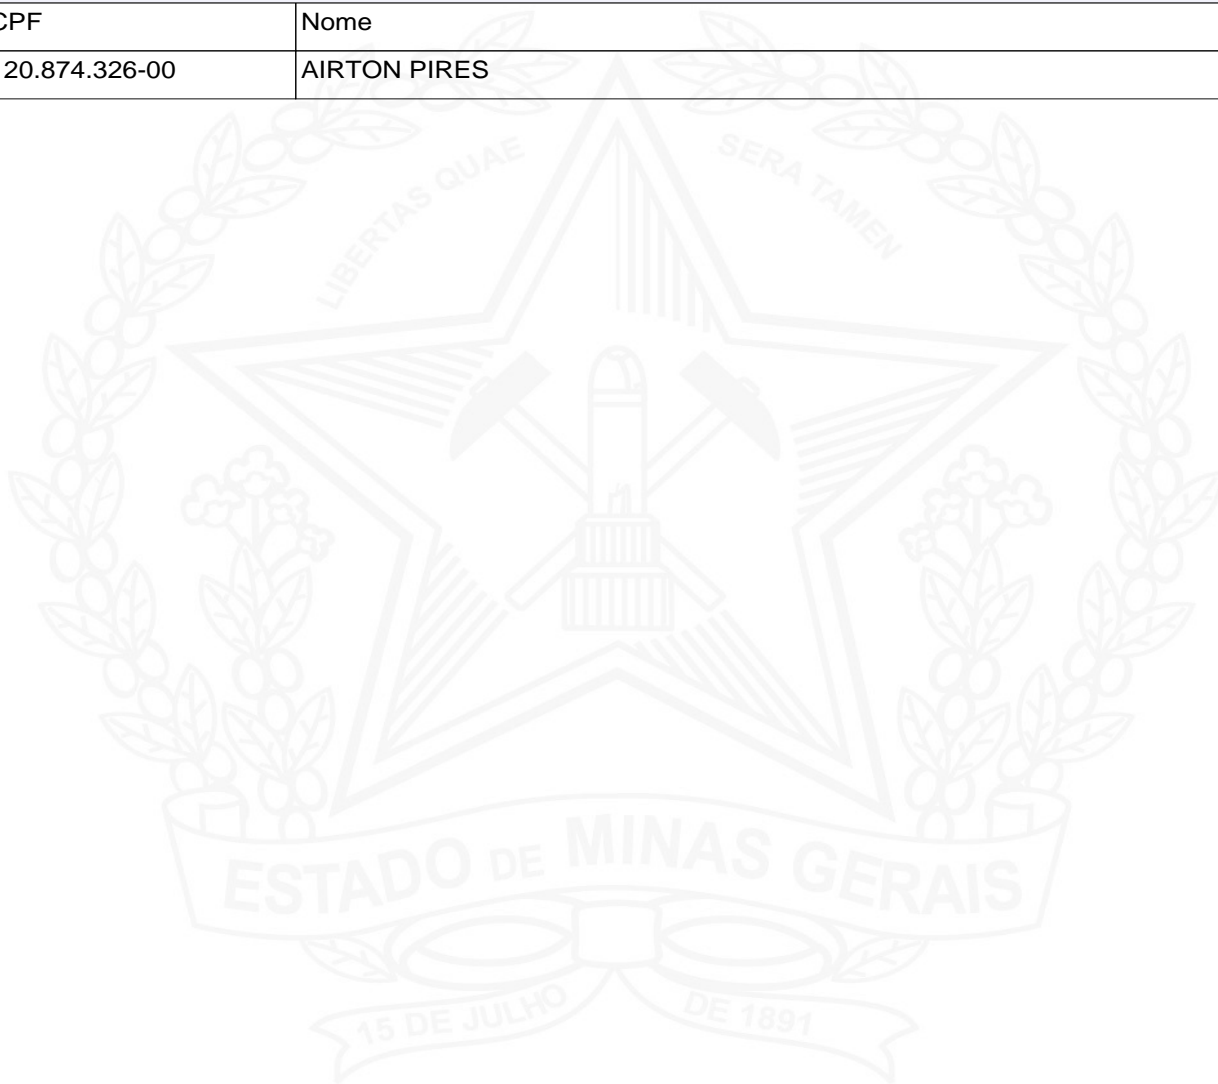 CPF Nome
20.874.326-00 AIRTON PIRES
LIBERTAS QUAE SERA TAMEN
ESTADO DE MINAS GERAIS
15 DE JULHO DE 1891